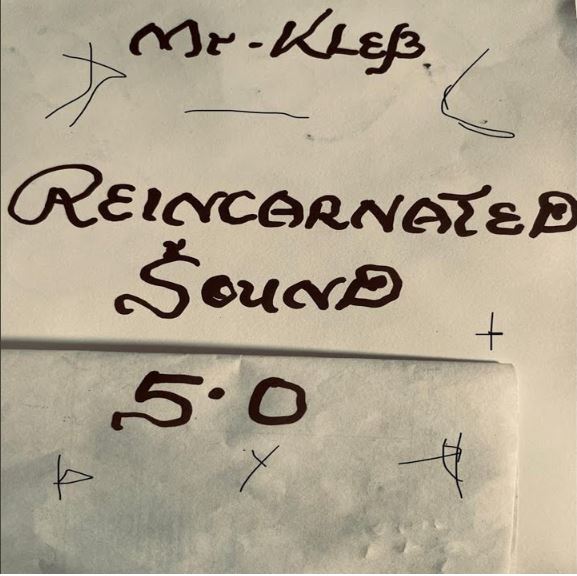 Mr-KLEß
REINCARNATED
SOUND
5.0